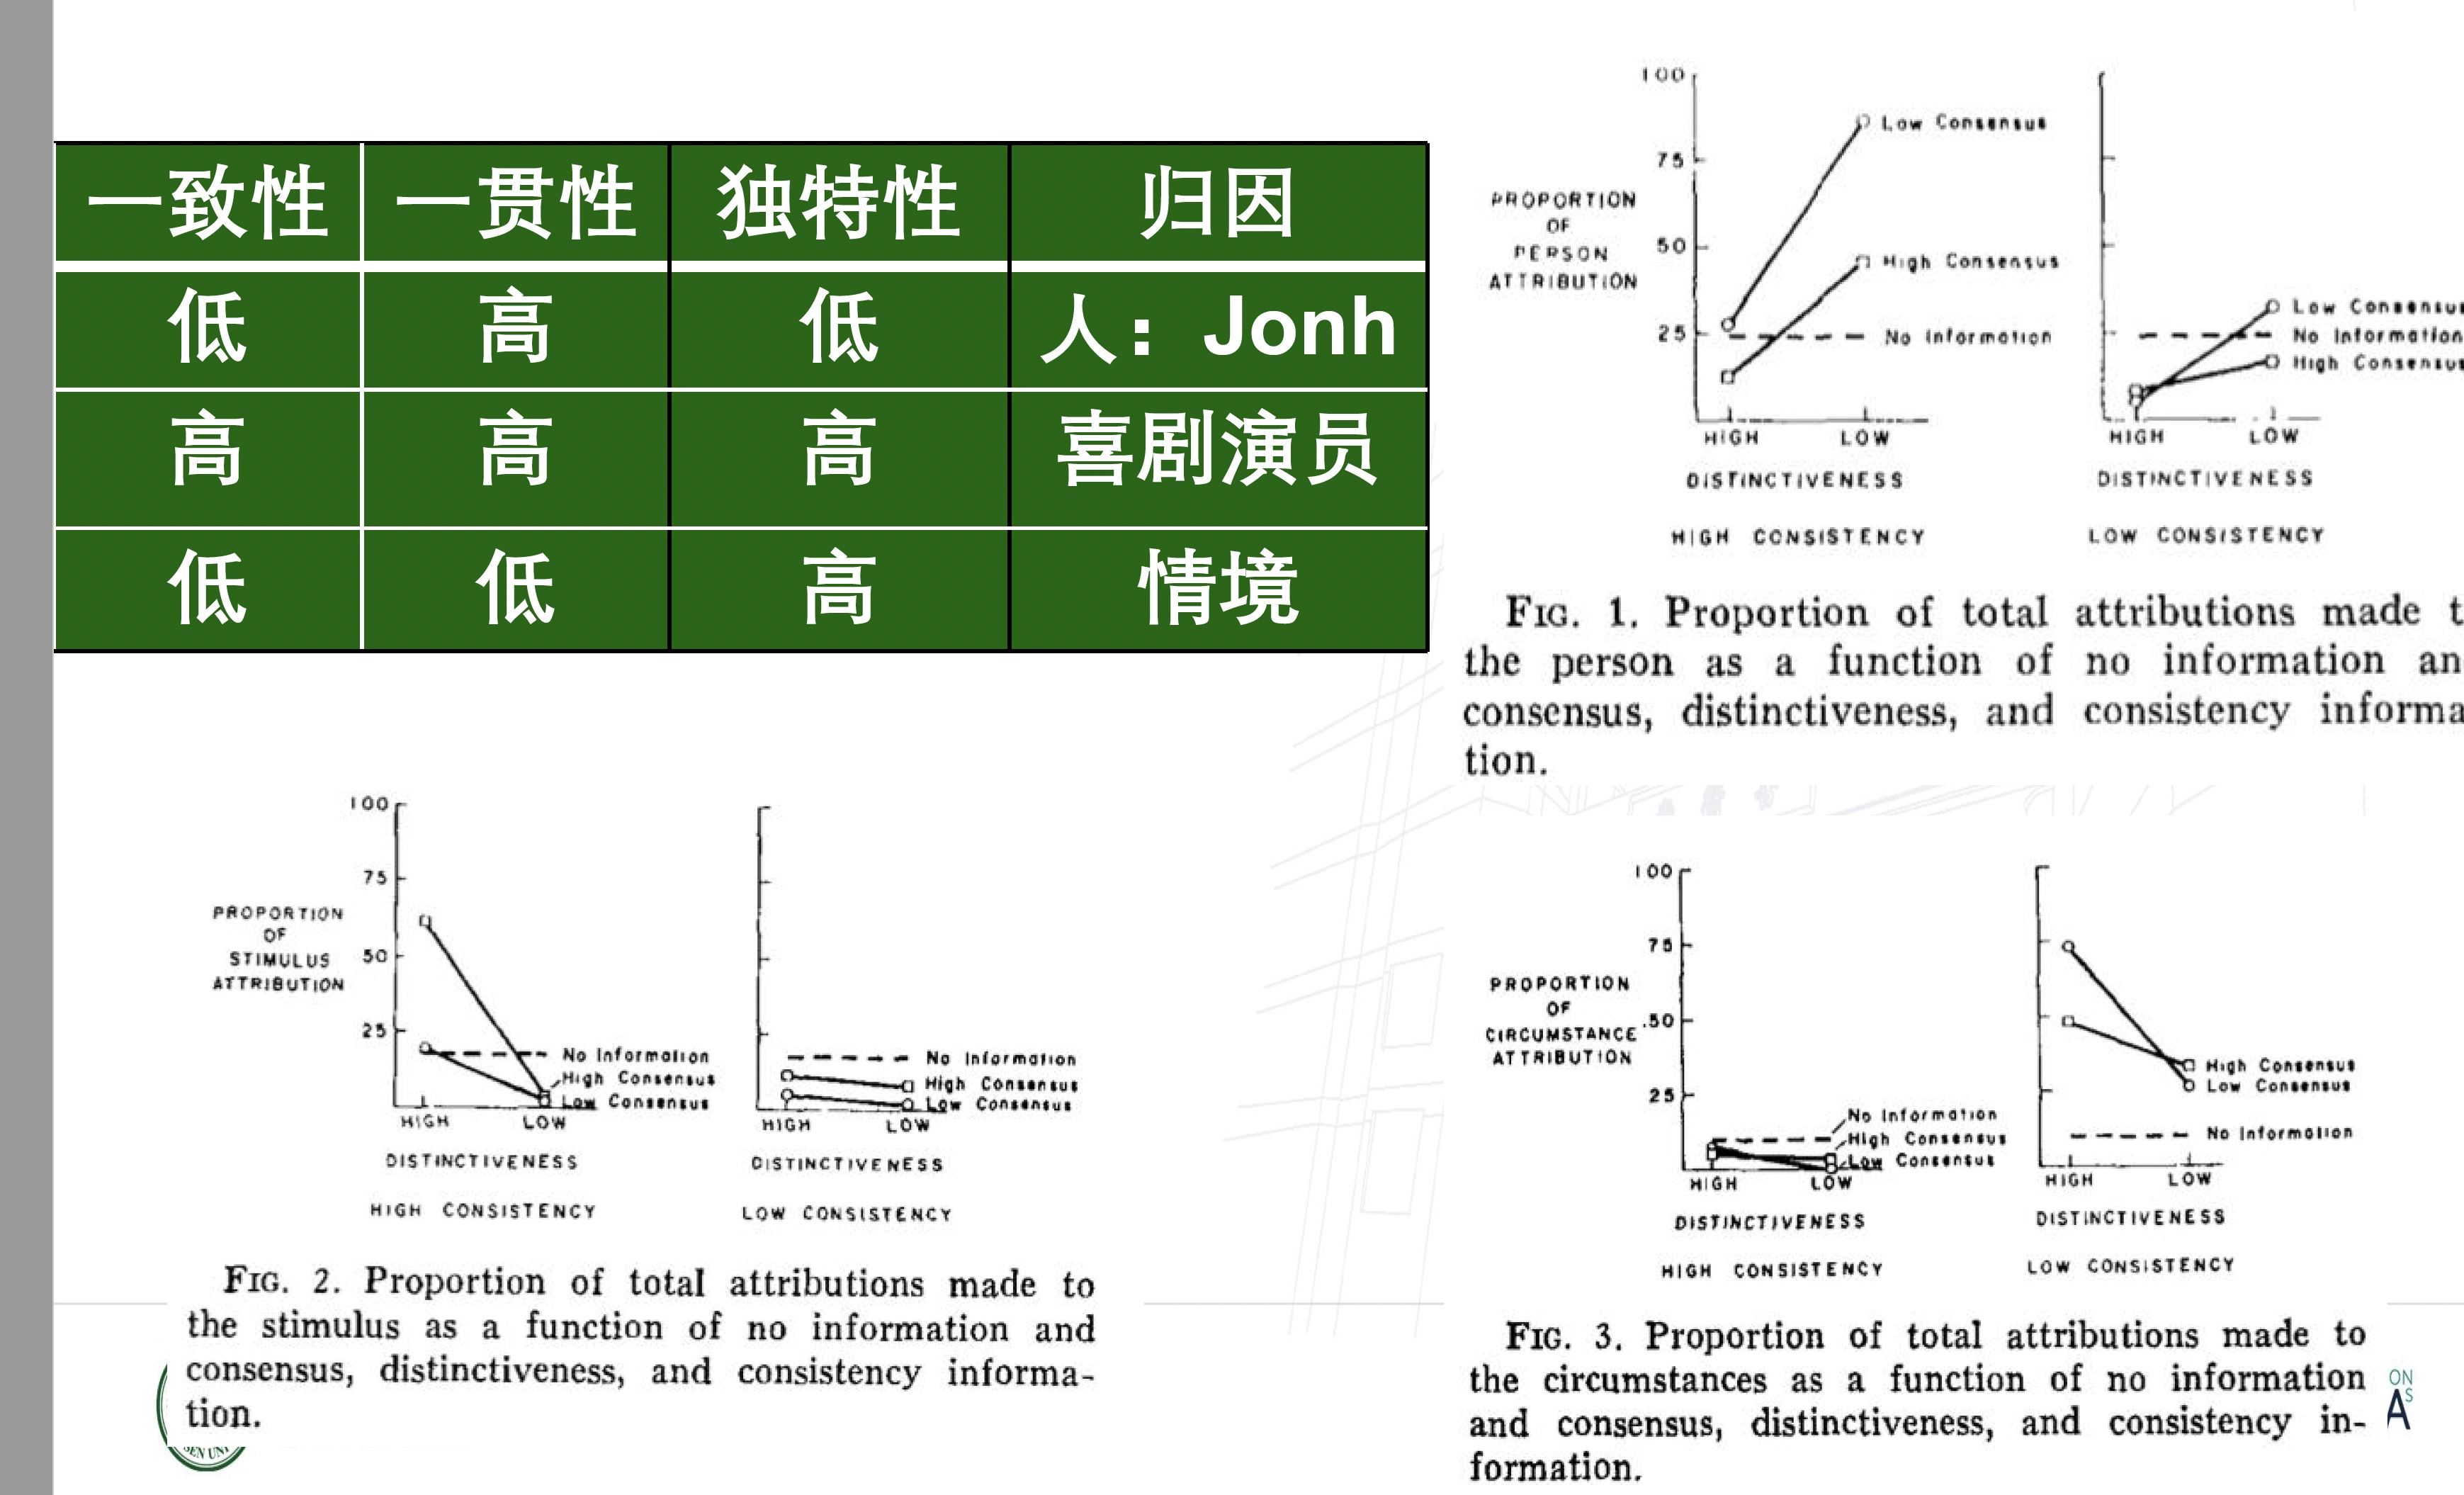 一致性 一贯性 独特性 归因
低 高 低 人：Jonh
高 高 高 喜剧演员
低 低 高 情境
100
75
50
25
PROPORTION
OF
PERSON
ATTRIBUTION
Low Consensus
High Consensus
No Information
HIGH LOW
DISTINCTIVENESS
HIGH CONSISTENCY
Low Consensus
No Information
High Consensus
HIGH LOW
DISTINCTIVENESS
LOW CONSISTENCY
FIG. 1. Proportion of total attributions made t
the person as a function of no information an
consensus, distinctiveness, and consistency informa
tion.
100
75
50
25
PROPORTION
OF
STIMULUS
ATTRIBUTION
No Information
High Consensus
Low Consensus
HIGH LOW
DISTINCTIVENESS
HIGH CONSISTENCY
No Information
High Consensus
Low Consensus
HIGH LOW
DISTINCTIVENESS
LOW CONSISTENCY
FIG. 2. Proportion of total attributions made to
the stimulus as a function of no information and
consensus, distinctiveness, and consistency informa-
tion.
SEN UNI
100
75
.50
25
PROPORTION
OF
CIRCUMSTANCE
ATTRIBUTION
No Information
High Consensus
Low Consensus
HIGH LOW
DISTINCTIVENESS
HIGH CONSISTENCY
High Consensus
Low Consensus
No Information
HIGH LOW
DISTINCTIVENESS
LOW CONSISTENCY
FIG. 3. Proportion of total attributions made to
the circumstances as a function of no information
and consensus, distinctiveness, and consistency in-
formation.
ON
S
A